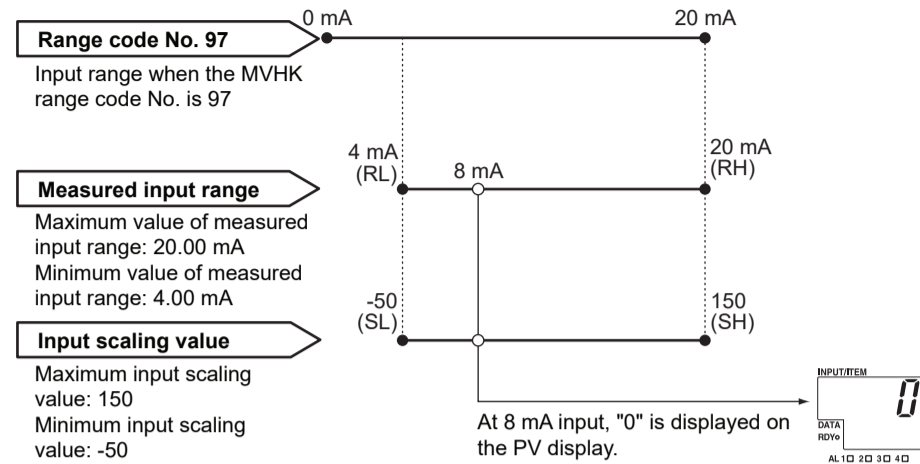 0 mA
20 mA
Range code No. 97
Input range when the MVHK
range code No. is 97
4 mA
(RL)
8 mA
20 mA
(RH)
Measured input range
Maximum value of measured
input range: 20.00 mA
Minimum value of measured
input range: 4.00 mA
-50
(SL)
150
(SH)
Input scaling value
Maximum input scaling
value: 150
Minimum input scaling
value: -50
At 8 mA input, "0" is displayed on
the PV display.
INPUT/ITEM
0
DATA
RDY
AL 1 2 3 4